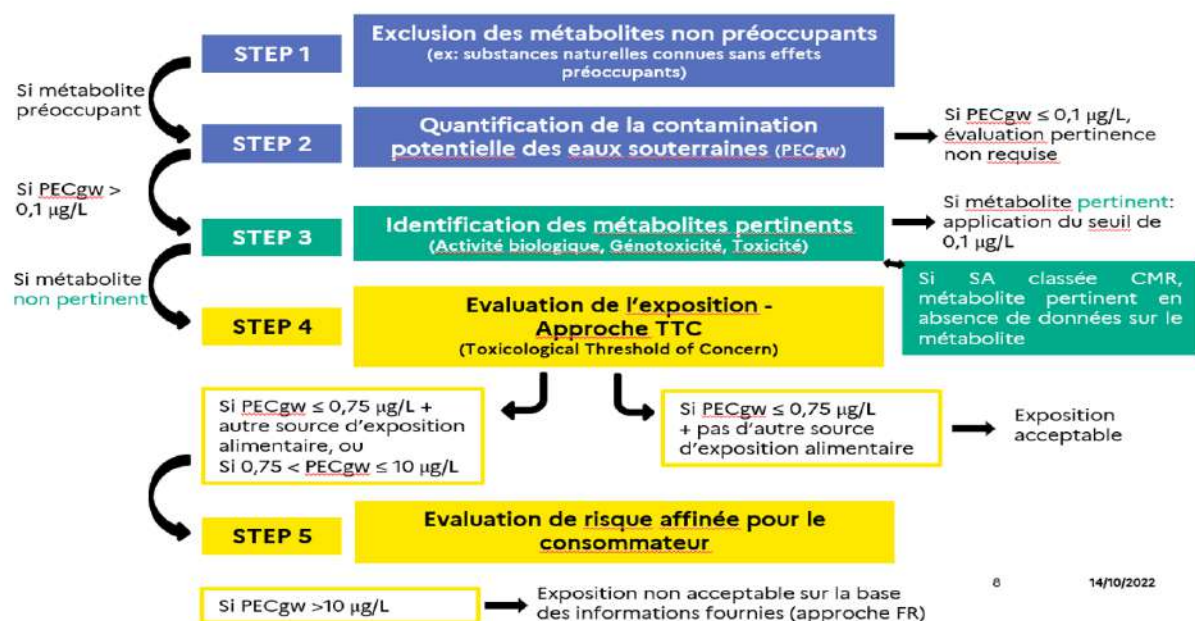 STEP 1
Exclusion des métabolites non préoccupants
(ex: substances naturelles connues sans effets
préoccupants)
Si métabolite
préoccupant
STEP 2
Quantification de la contamination
potentielle des eaux souterraines (PECgw)
Si PECgw ≤ 0,1 µg/L,
évaluation pertinence
non requise
Si PECgw >
0,1 µg/L
STEP 3
Identification des métabolites pertinents
(Activité biologique, Génotoxicité, Toxicité)
Si métabolite pertinent:
application du seuil de
0,1 µg/L
Si métabolite
non pertinent
Si SA classée CMR,
métabolite pertinent en
absence de données sur le
métabolite
STEP 4
Evaluation de l'exposition -
Approche TTC
(Toxicological Threshold of Concern)
Si PECgw ≤ 0,75 µg/L +
autre source d'exposition
alimentaire, ou
Si 0,75 < PECgw ≤ 10 µg/L
Si PECgw ≤ 0,75 µg/L
+ pas d'autre source
d'exposition alimentaire
Exposition
acceptable
STEP 5
Evaluation de risque affinée pour le
consommateur
Si PECgw >10 µg/L
Exposition non acceptable sur la base
des informations fournies (approche FR)
8
14/10/2022